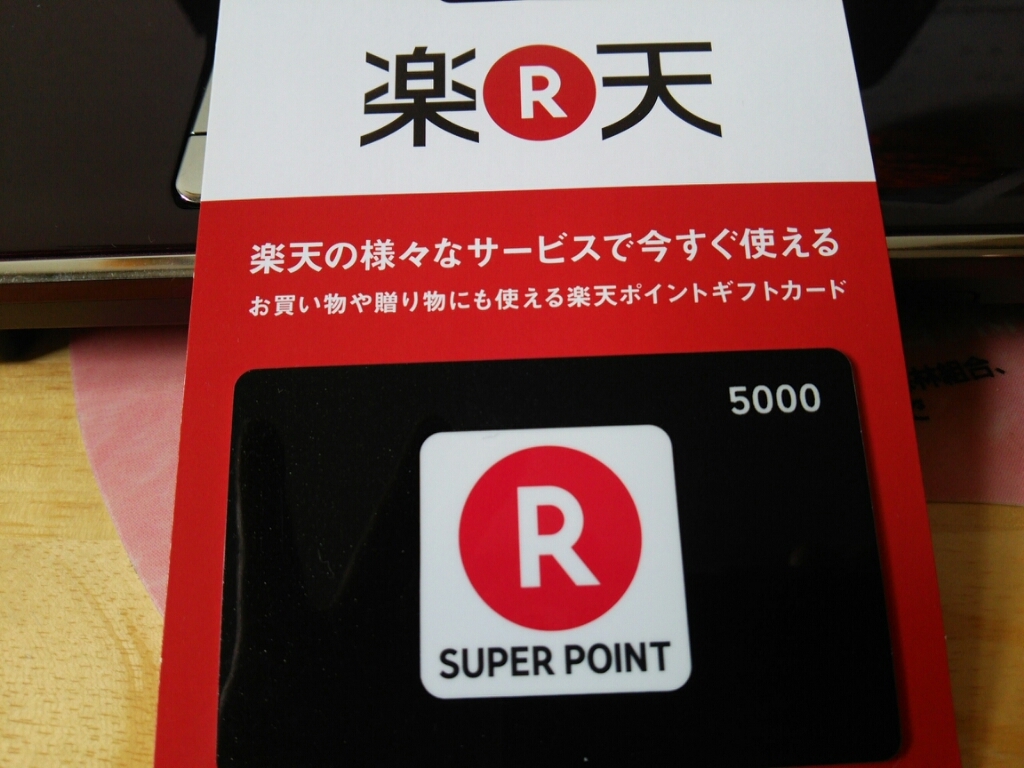 楽R天
楽天の様々なサービスで今すぐ使える
お買い物や贈り物にも使える楽天ポイントギフトカード
5000
R
SUPER POINT